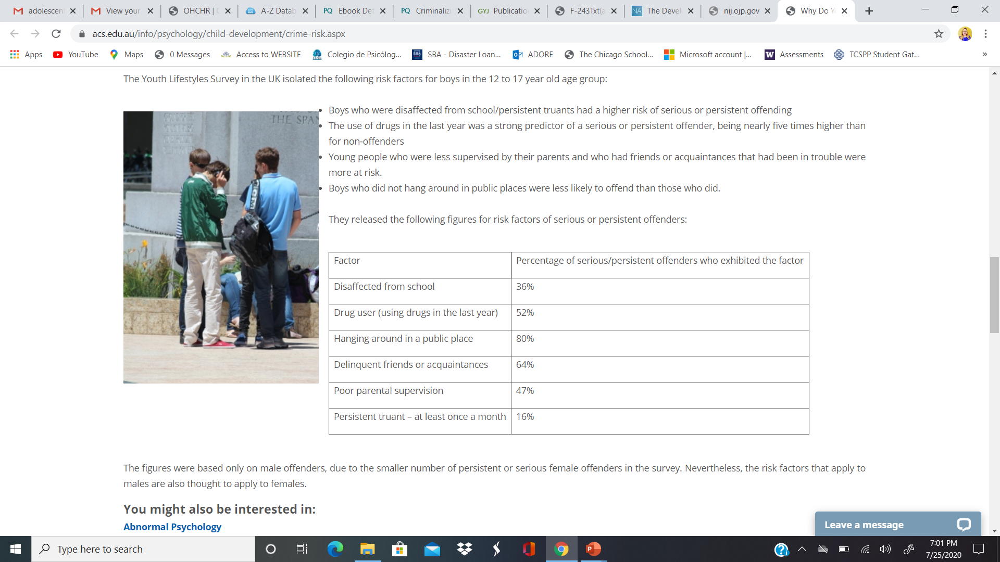 adolescent
View your
OHCHR |
A-Z Datab
PQ Ebook Det
PQ Criminaliz
GYJ Publicatio
F-243Txt(a
NA The Devel
nij.ojp.gov
Why Do Y
acs.edu.au/info/psychology/child-development/crime-risk.aspx
Apps YouTube Maps 0 Messages Access to WEBSITE Colegio de Psicólog... SBA - Disaster Loan... ADORE The Chicago School... Microsoft account |... W Assessments TCSPP Student Gat... »
The Youth Lifestyles Survey in the UK isolated the following risk factors for boys in the 12 to 17 year old age group:
THE SPA
• Boys who were disaffected from school/persistent truants had a higher risk of serious or persistent offending
• The use of drugs in the last year was a strong predictor of a serious or persistent offender, being nearly five times higher than
for non-offenders
• Young people who were less supervised by their parents and who had friends or acquaintances that had been in trouble were
more at risk.
• Boys who did not hang around in public places were less likely to offend than those who did.
They released the following figures for risk factors of serious or persistent offenders:
Factor Percentage of serious/persistent offenders who exhibited the factor
Disaffected from school 36%
Drug user (using drugs in the last year) 52%
Hanging around in a public place 80%
Delinquent friends or acquaintances 64%
Poor parental supervision 47%
Persistent truant – at least once a month 16%
The figures were based only on male offenders, due to the smaller number of persistent or serious female offenders in the survey. Nevertheless, the risk factors that apply to
males are also thought to apply to females.
You might also be interested in:
Abnormal Psychology
Leave a message
Type here to search
7:01 PM
7/25/2020